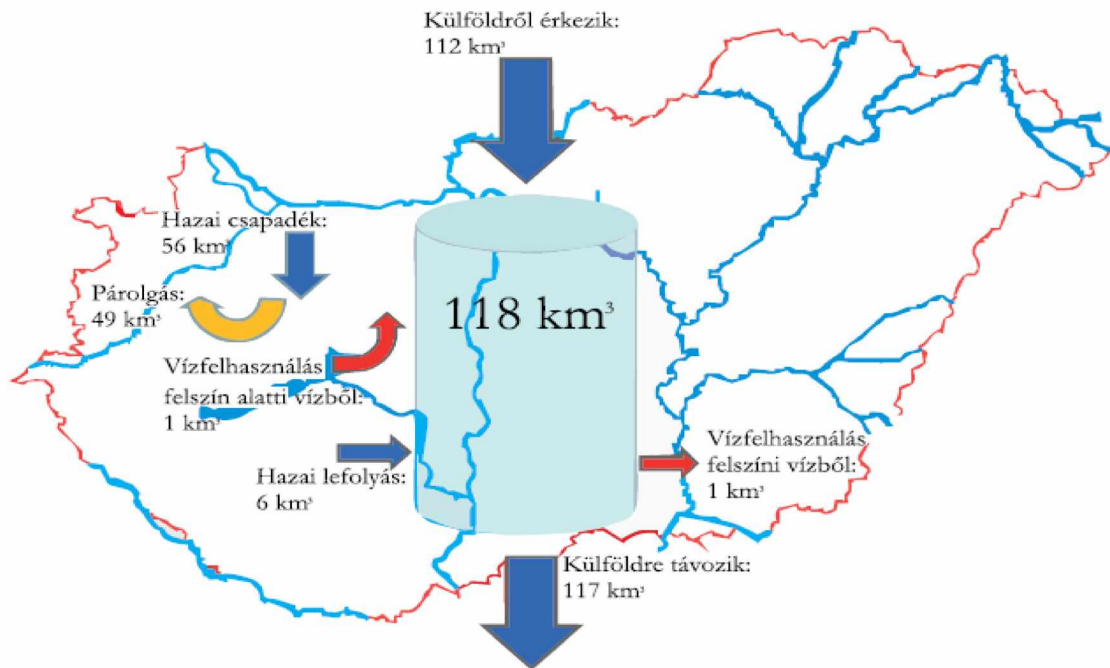 Külföldről érkezik:
112 km³
Hazai csapadék:
56 km³
Párolgás:
49 km³
118 km³
Vízfelhasználás
felszín alatti vízből:
1 km³
Vízfelhasználás
felszíni vízből:
1 km³
Hazai lefolyás:
6 km³
Külföldre távozik:
117 km³